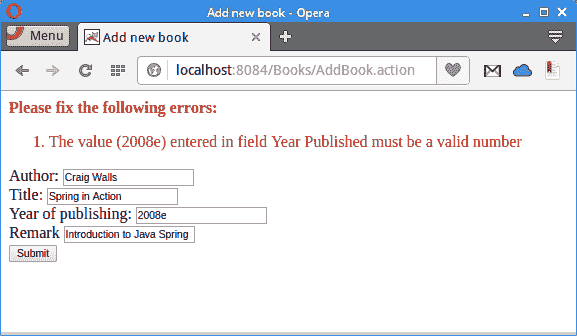 Add new book - Opera
Menu
Add new book
localhost:8084/Books/AddBook.action
Please fix the following errors:
1. The value (2008e) entered in field Year Published must be a valid number
Author: Craig Walls
Title: Spring in Action
Year of publishing: 2008e
Remark Introduction to Java Spring
Submit